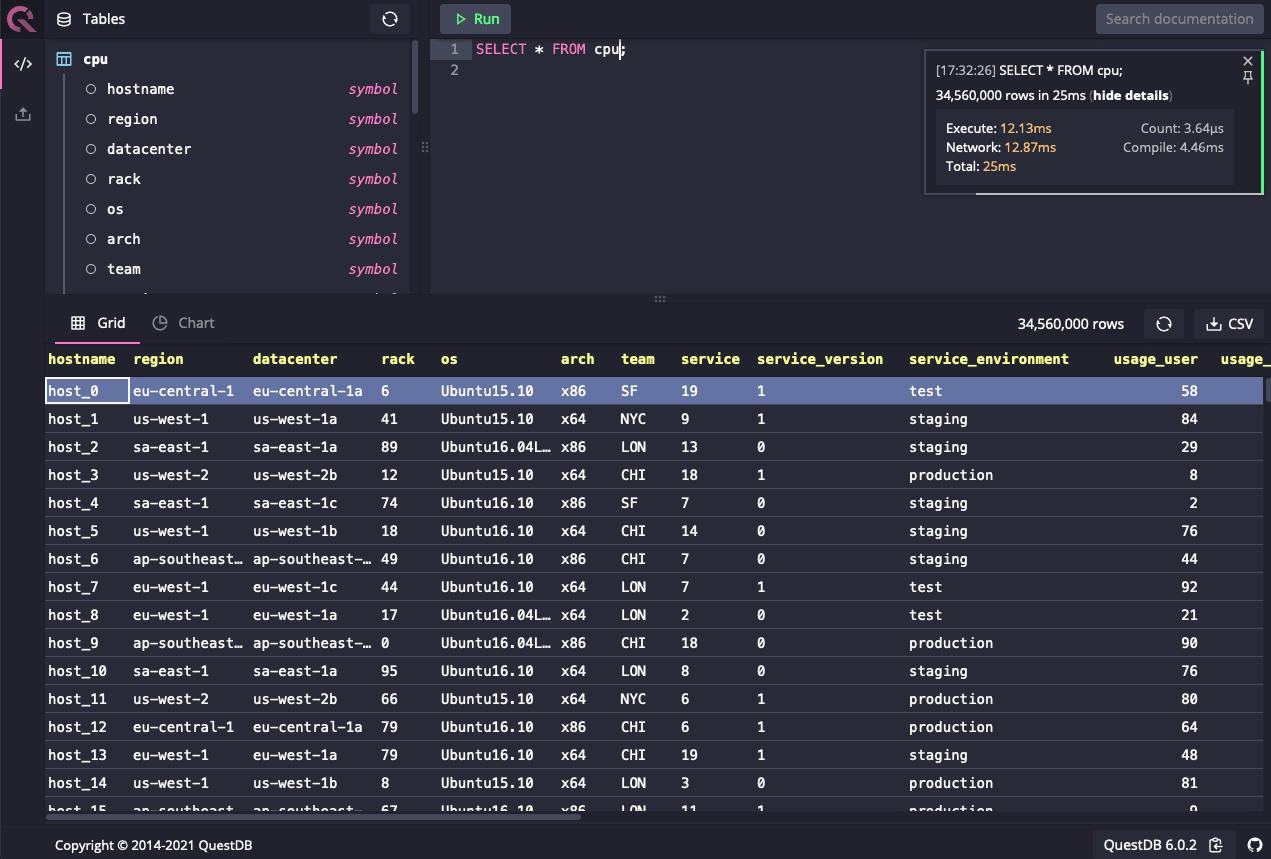 Tables
cpu
hostname symbol
region symbol
datacenter symbol
rack symbol
os symbol
arch symbol
team symbol
Run
Search documentation
1 SELECT * FROM cpu;
2
[17:32:26] SELECT * FROM cpu;
34,560,000 rows in 25ms (hide details)
Execute: 12.13ms Count: 3.64μs
Network: 12.87ms Compile: 4.46ms
Total: 25ms
Grid Chart 34,560,000 rows CSV
hostname region datacenter rack os arch team service service_version service_environment usage_user usage_
host_0 eu-central-1 eu-central-1a 6 Ubuntu15.10 x86 SF 19 1 test 58
host_1 us-west-1 us-west-1a 41 Ubuntu15.10 x64 NYC 9 1 staging 84
host_2 sa-east-1 sa-east-1a 89 Ubuntu16.04L… x86 LON 13 0 staging 29
host_3 us-west-2 us-west-2b 12 Ubuntu15.10 x64 CHI 18 1 production 8
host_4 sa-east-1 sa-east-1c 74 Ubuntu16.10 x86 SF 7 0 staging 2
host_5 us-west-1 us-west-1b 18 Ubuntu16.10 x64 CHI 14 0 staging 76
host_6 ap-southeast… ap-southeast-… 49 Ubuntu16.10 x86 CHI 7 0 staging 44
host_7 eu-west-1 eu-west-1c 44 Ubuntu16.10 x64 LON 7 1 test 92
host_8 eu-west-1 eu-west-1a 17 Ubuntu16.04L… x64 LON 2 0 test 21
host_9 ap-southeast… ap-southeast-… 0 Ubuntu16.04L… x86 CHI 18 0 production 90
host_10 sa-east-1 sa-east-1a 95 Ubuntu16.10 x64 LON 8 0 staging 76
host_11 us-west-2 us-west-2b 66 Ubuntu15.10 x64 NYC 6 1 production 80
host_12 eu-central-1 eu-central-1a 79 Ubuntu16.10 x86 CHI 6 1 production 64
host_13 eu-west-1 eu-west-1a 79 Ubuntu16.10 x64 CHI 19 1 staging 48
host_14 us-west-1 us-west-1b 8 Ubuntu15.10 x64 LON 3 0 production 81
host_15 ap-southeast… ap-southeast-… 67 Ubuntu16.10 x86 LON 11 1 production 9
Copyright © 2014-2021 QuestDB
QuestDB 6.0.2